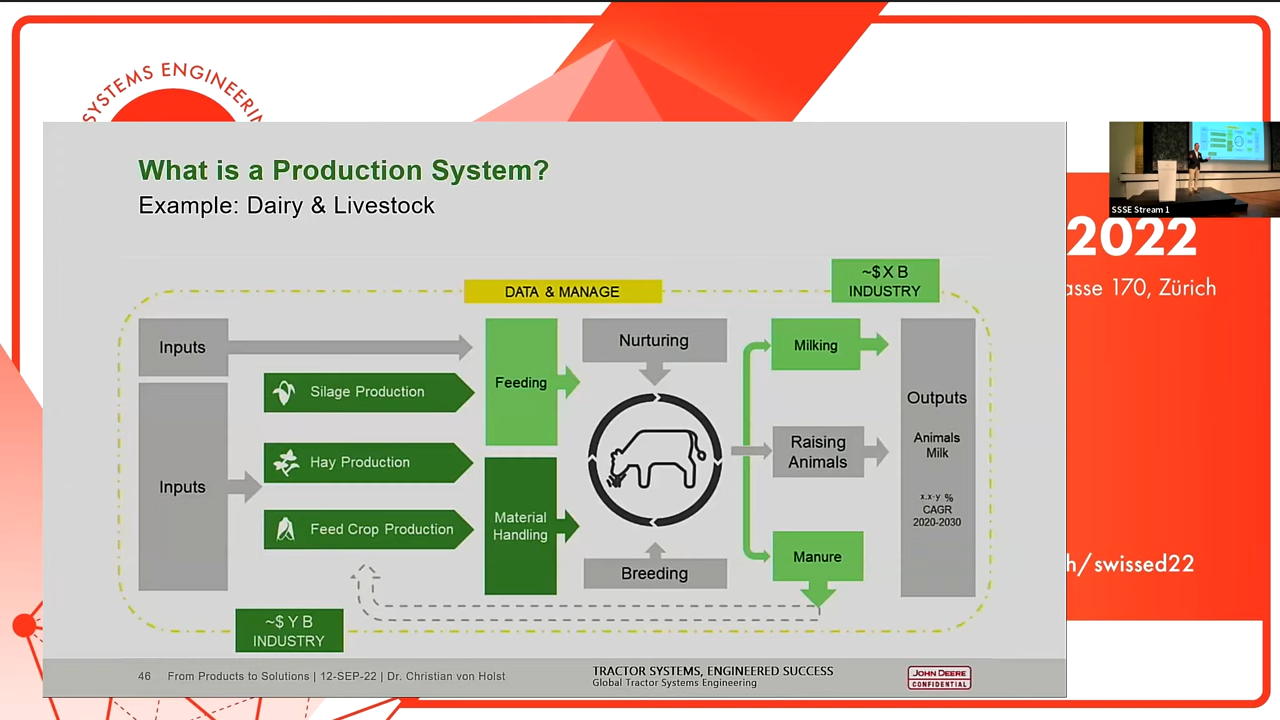 SYSTEMS ENGINEERIN
What is a Production System?
Example: Dairy & Livestock
SSSE Stream 1
2022
asse 170, Zürich
~$ X B
INDUSTRY
DATA & MANAGE
Inputs
Silage Production
Feeding
Nurturing
Milking
Outputs
Animals
Milk
x.x-y %
CAGR
2020-2030
Raising
Animals
Hay Production
Inputs
Feed Crop Production
Material
Handling
Breeding
Manure
h/swissed22
~$ Y B
INDUSTRY
46 From Products to Solutions | 12-SEP-22 | Dr. Christian von Holst
TRACTOR SYSTEMS, ENGINEERED SUCCESS
Global Tractor Systems Engineering
JOHN DEERE
CONFIDENTIAL